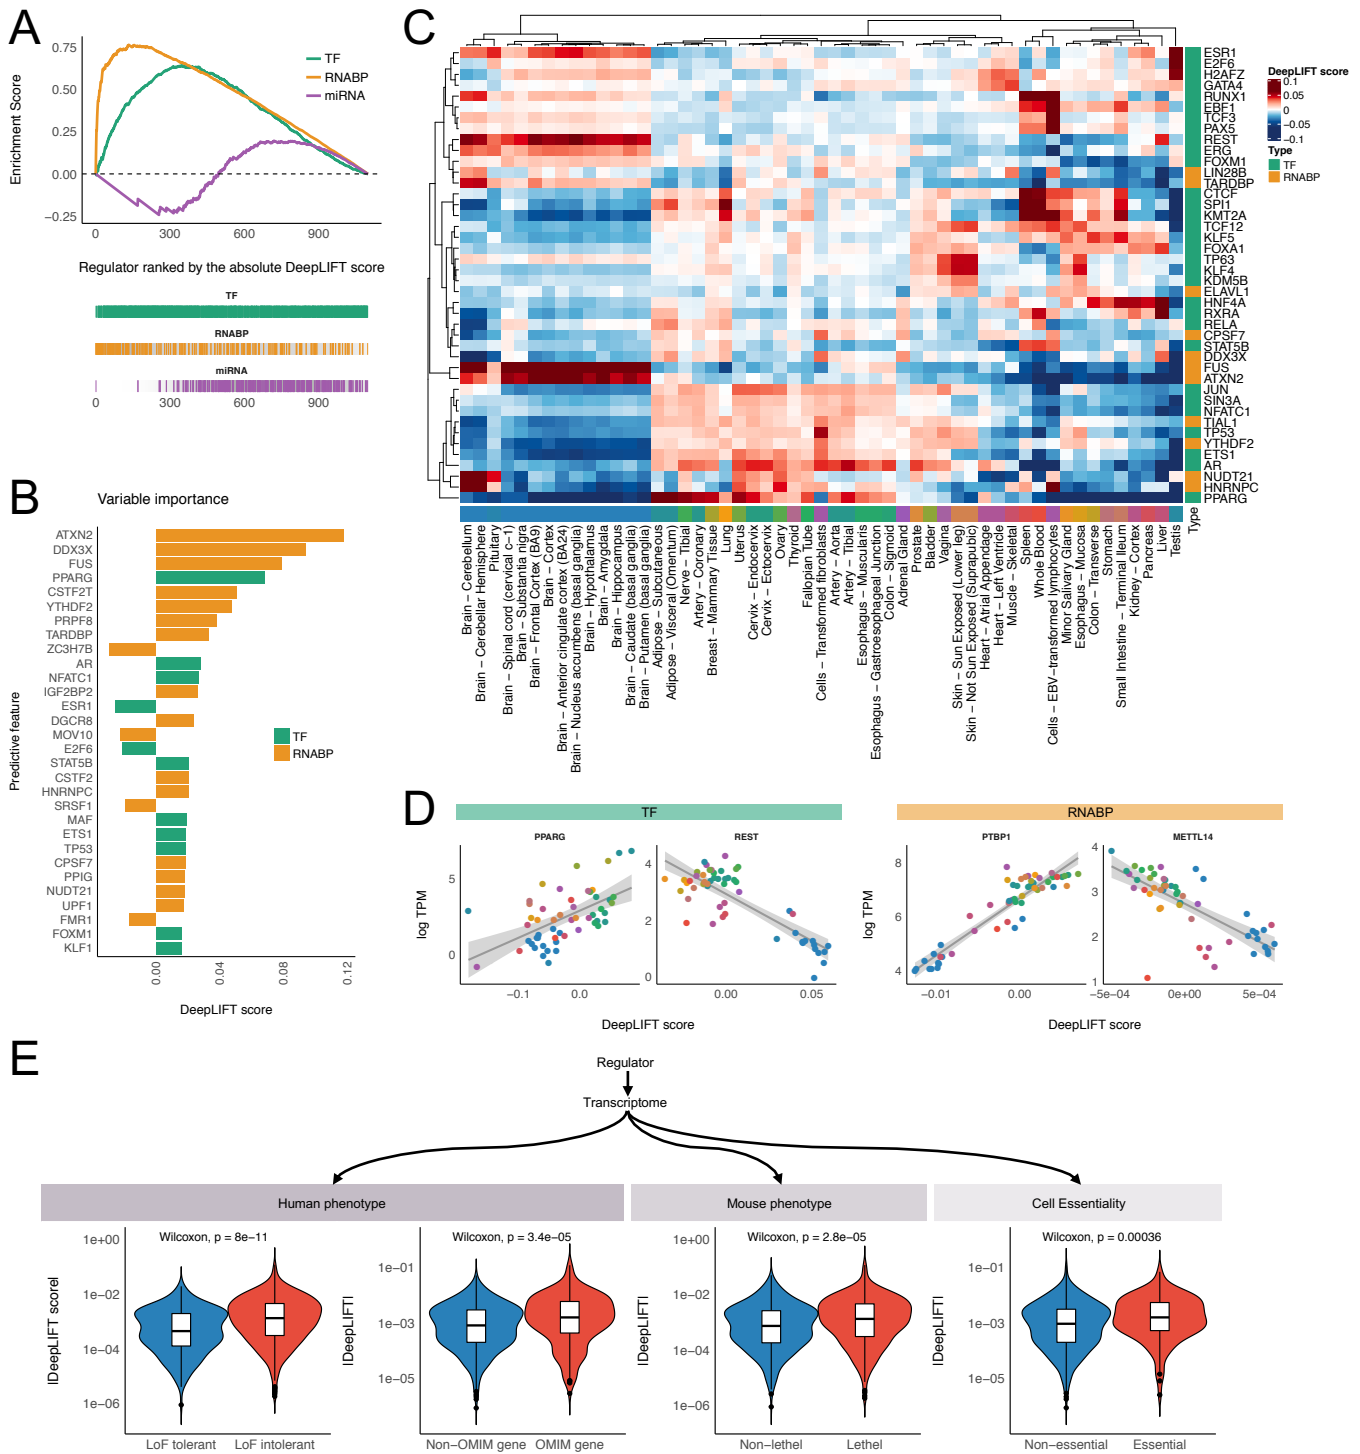 A
0.75
0.50
0.25
0.00
−0.25
Enrichment Score
TF
RNABP
miRNA
0
300
600
900
Regulator ranked by the absolute DeepLIFT score
TF
RNABP
miRNA
0
300
600
900
B
Variable importance
Predictive feature
ATXN2
DDX3X
FUS
PPARG
CSTF2T
YTHDF2
PRPF8
TARDBP
ZC3H7B
AR
NFATC1
IGF2BP2
ESR1
DGCR8
MOV10
E2F6
STAT5B
CSTF2
HNRNPC
SRSF1
MAF
ETS1
TP53
CPSF7
PPIG
NUDT21
UPF1
FMR1
FOXM1
KLF1
TF
RNABP
0.00
0.04
0.08
0.12
DeepLIFT score
C
ESR1
E2F6
H2AFZ
GATA4
RUNX1
EBF1
TCF3
PAX5
REST
ERG
FOXM1
LIN28B
TARDBP
CTCF
SPI1
KMT2A
TCF12
KLF5
FOXA1
TP63
KLF4
KDM5B
ELAVL1
HNF4A
RXRA
RELA
CPSF7
STAT5B
DDX3X
FUS
ATXN2
JUN
SIN3A
NFATC1
TIAL1
TP53
YTHDF2
ETS1
AR
NUDT21
HNRNPC
PPARG
DeepLIFT score
0.1
0.05
0
−0.05
−0.1
Type
TF
RNABP
Brain − Cerebellum
Brain − Cerebellar Hemisphere
Pituitary
Brain − Spinal cord (cervical c−1)
Brain − Substantia nigra
Brain − Frontal Cortex (BA9)
Brain − Cortex
Brain − Anterior cingulate cortex (BA24)
Brain − Nucleus accumbens (basal ganglia)
Brain − Hypothalamus
Brain − Amygdala
Brain − Hippocampus
Brain − Caudate (basal ganglia)
Brain − Putamen (basal ganglia)
Adipose − Subcutaneous
Adipose − Visceral (Omentum)
Nerve − Tibial
Artery − Coronary
Breast − Mammary Tissue
Lung
Uterus
Cervix − Endocervix
Cervix − Ectocervix
Ovary
Thyroid
Fallopian Tube
Cells − Transformed fibroblasts
Artery − Aorta
Artery − Tibial
Esophagus − Muscularis
Esophagus − Gastroesophageal Junction
Colon − Sigmoid
Adrenal Gland
Prostate
Bladder
Vagina
Skin − Sun Exposed (Lower leg)
Skin − Not Sun Exposed (Suprapubic)
Heart − Atrial Appendage
Heart − Left Ventricle
Muscle − Skeletal
Spleen
Whole Blood
Cells − EBV−transformed lymphocytes
Minor Salivary Gland
Esophagus − Mucosa
Colon − Transverse
Stomach
Small Intestine − Terminal Ileum
Kidney − Cortex
Pancreas
Liver
Testis
Type
D
TF
RNABP
PPARG
REST
PTBP1
METTL14
log TPM
5
0
−0.1
0.0
4
2
0
0.00
0.05
DeepLIFT score
log TPM
8
6
4
−0.01
0.00
4
3
2
1
−5e−04
0e+00
5e−04
DeepLIFT score
E
Regulator
Transcriptome
Human phenotype
Mouse phenotype
Cell Essentiality
|DeepLIFT score|
1e+00
1e−02
1e−04
1e−06
Wilcoxon, p = 8e−11
LoF tolerant
LoF intolerant
|DeepLIFT|
1e−01
1e−03
1e−05
Wilcoxon, p = 3.4e−05
Non−OMIM gene
OMIM gene
|DeepLIFT|
1e+00
1e−02
1e−04
1e−06
Wilcoxon, p = 2.8e−05
Non−lethel
Lethel
|DeepLIFT|
1e−01
1e−03
1e−05
Wilcoxon, p = 0.00036
Non−essential
Essential